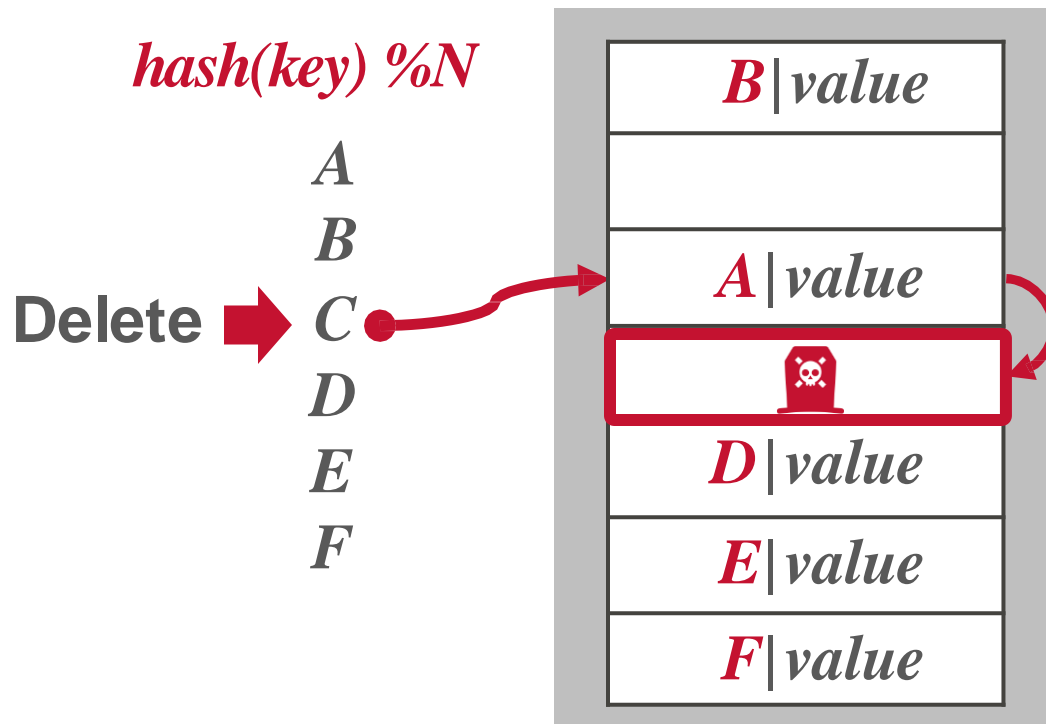 hash(key) %N
A
B
Delete C
D
E
F
B|value
A|value
D|value
E|value
F|value